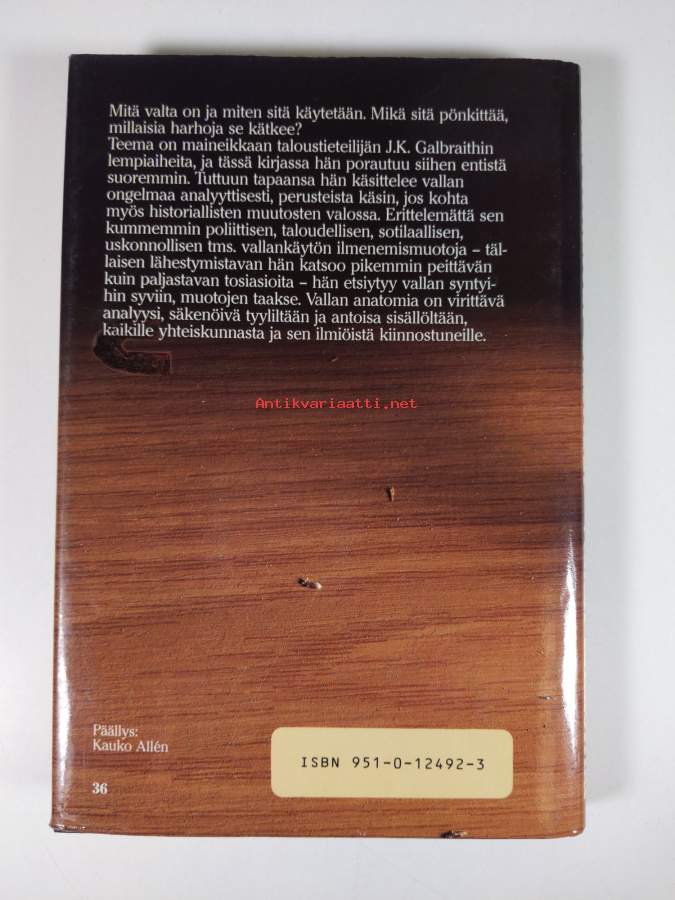 Mitä valta on ja miten sitä käytetään. Mikä sitä pönkittää,
millaisia harhoja se kätkee?
Teema on maineikkaan taloustieteilijän J.K. Galbraithin
lempiaiheita, ja tässä kirjassa hän porautuu siihen entistä
suoremmin. Tuttuun tapaansa hän käsittelee vallan
ongelmaa analyyttisesti, perusteista käsin, jos kohta
myös historiallisten muutosten valossa. Erittelemättä sen
kummemmin poliittisen, taloudellisen, sotilaallisen,
uskonnollisen tms. vallankäytön ilmenemismuotoja – täl-
laisen lähestymistavan hän katsoo pikemmin peittävän
kuin paljastavan tosiasioita – hän etsiytyy vallan syntyi-
hin syviin, muotojen taakse. Vallan anatomia on virittävä
analyysi, säkenöivä tyyliltään ja antoisa sisällöltään,
kaikille yhteiskunnasta ja sen ilmiöistä kiinnostuneille.
Antikvariaatti.net
Päällys:
Kauko Allén
ISBN 951-0-12492-3
36